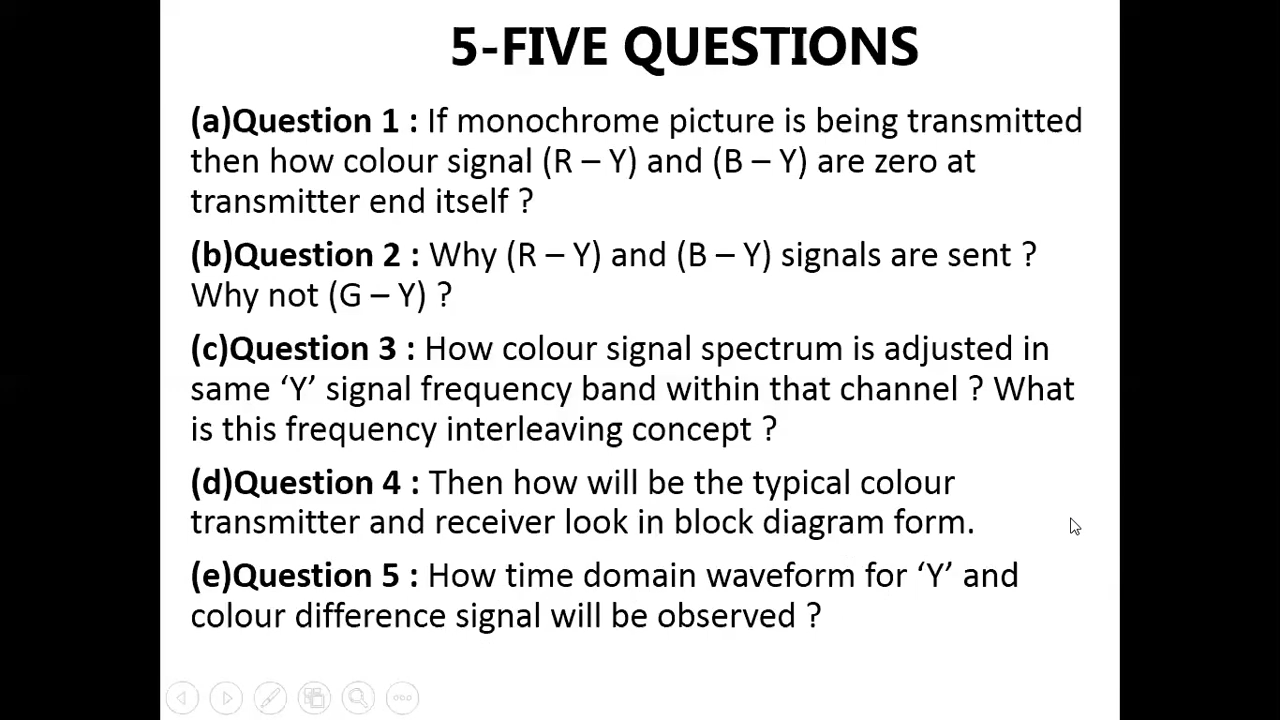 5-FIVE QUESTIONS
(a)Question 1 : If monochrome picture is being transmitted
then how colour signal (R – Y) and (B – Y) are zero at
transmitter end itself ?
(b)Question 2 : Why (R – Y) and (B – Y) signals are sent ?
Why not (G – Y) ?
(c)Question 3 : How colour signal spectrum is adjusted in
same ‘Y’ signal frequency band within that channel ? What
is this frequency interleaving concept ?
(d)Question 4 : Then how will be the typical colour
transmitter and receiver look in block diagram form.
(e)Question 5 : How time domain waveform for ‘Y’ and
colour difference signal will be observed ?